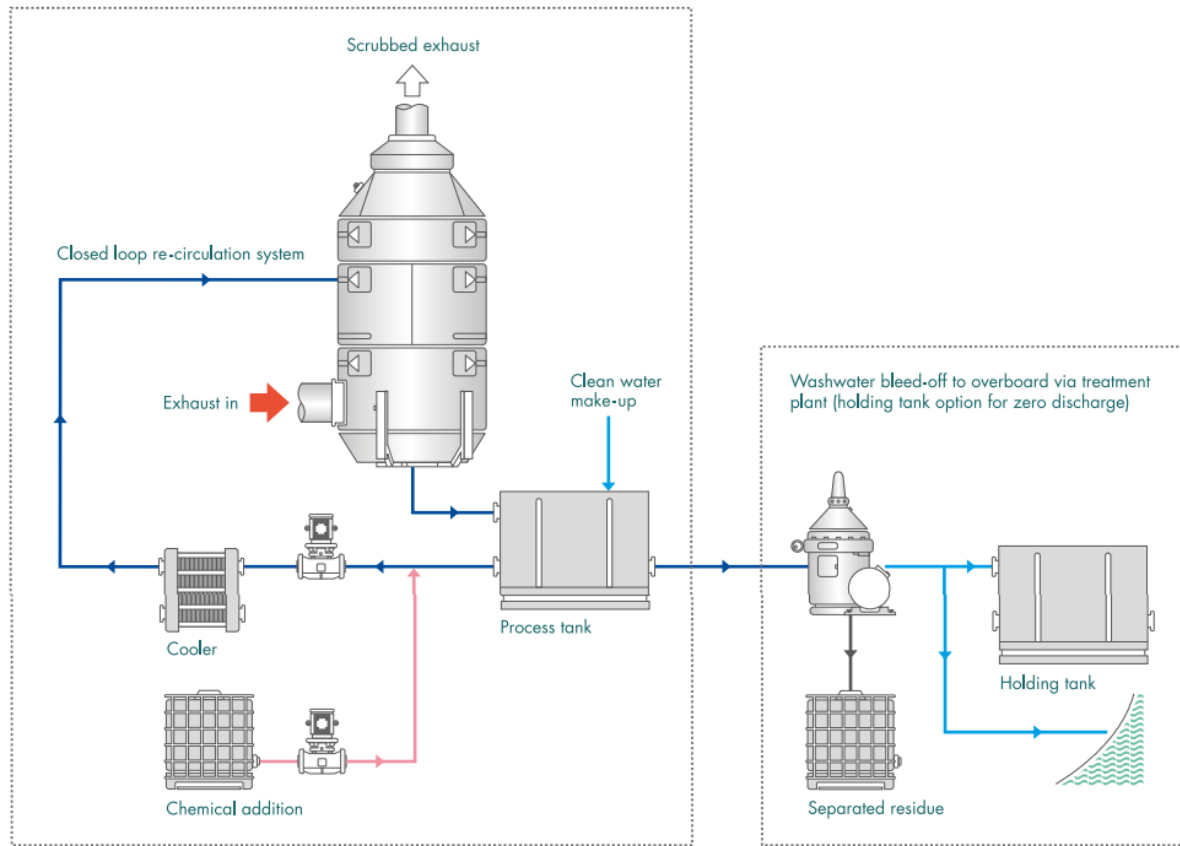 Scrubbed exhaust
Closed loop re-circulation system
Exhaust in
Clean water
make-up
Washwater bleed-off to overboard via treatment
plant (holding tank option for zero discharge)
Process tank
Cooler
Holding tank
Chemical addition
Separated residue